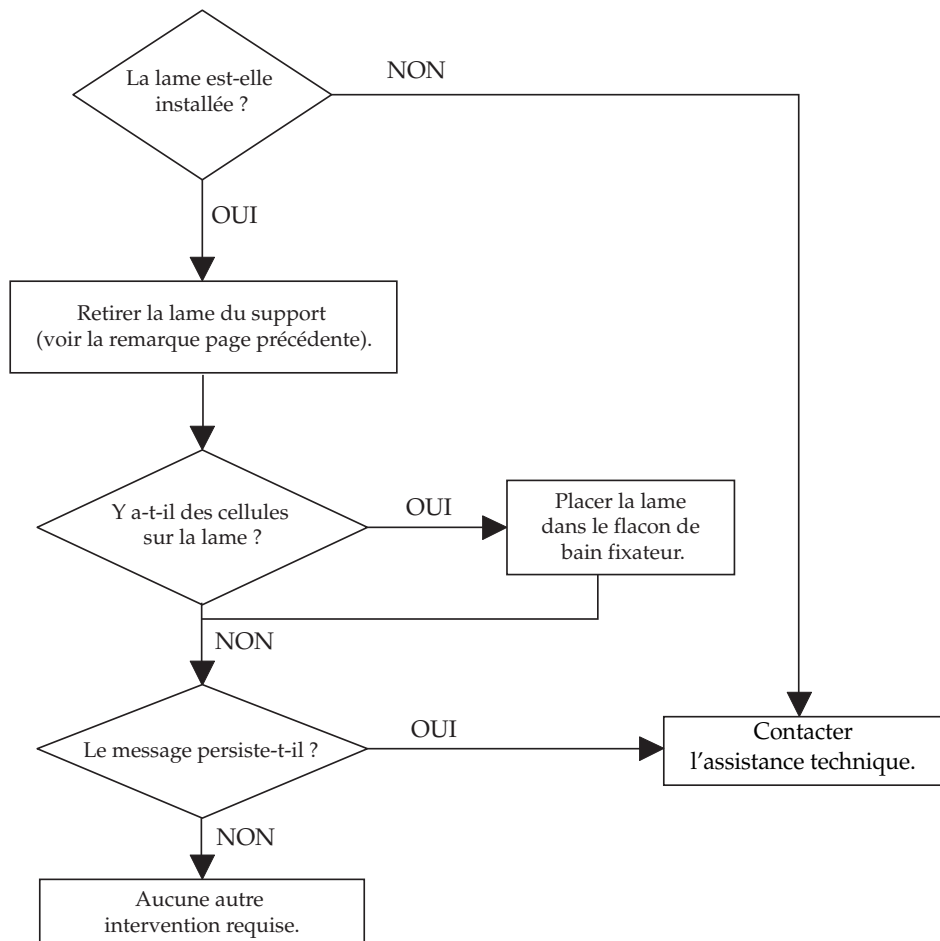 La lame est-elle
installée ?
NON
OUI
Retirer la lame du support
(voir la remarque page précédente).
Y a-t-il des cellules
sur la lame ?
OUI
Placer la lame
dans le flacon de
bain fixateur.
NON
Le message persiste-t-il ?
OUI
Contacter
l’assistance technique.
NON
Aucune autre
intervention requise.